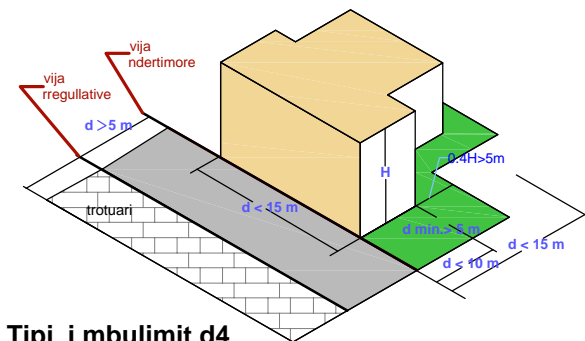 vija
ndertimore
vija
rregullative
d >5 m
H
0.4H>5m
d < 15 m
trotuari
d min.> 5 m
d < 15 m
d < 10 m
Tipi i mbulimit d4